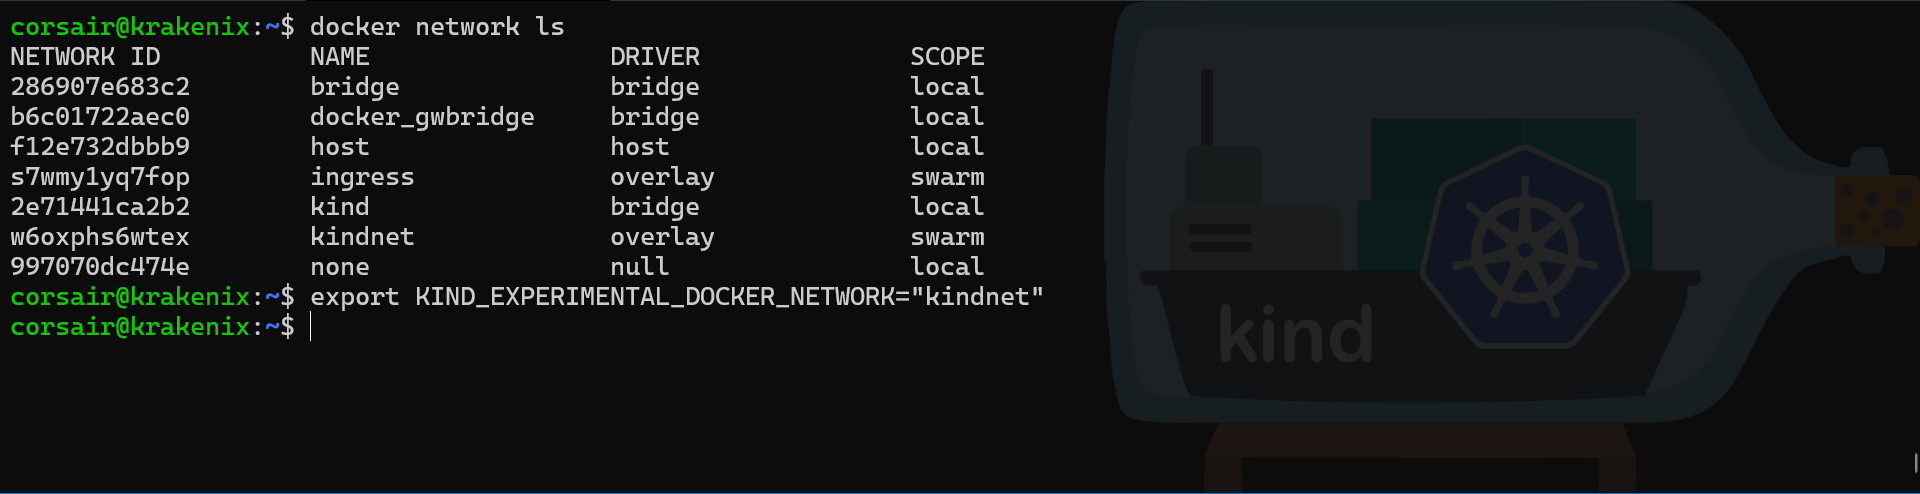 corsair@krakenix:~$ docker network ls
NETWORK ID          NAME                DRIVER              SCOPE
286907e683c2        bridge              bridge              local
b6c01722aec0        docker_gwbridge     bridge              local
f12e732dbbb9        host                host                local
s7wmy1yq7fop        ingress             overlay             swarm
2e71441ca2b2        kind                bridge              local
w6oxphs6wtex        kindnet             overlay             swarm
997070dc474e        none                null                local
corsair@krakenix:~$ export KIND_EXPERIMENTAL_DOCKER_NETWORK="kindnet"
corsair@krakenix:~$
kind